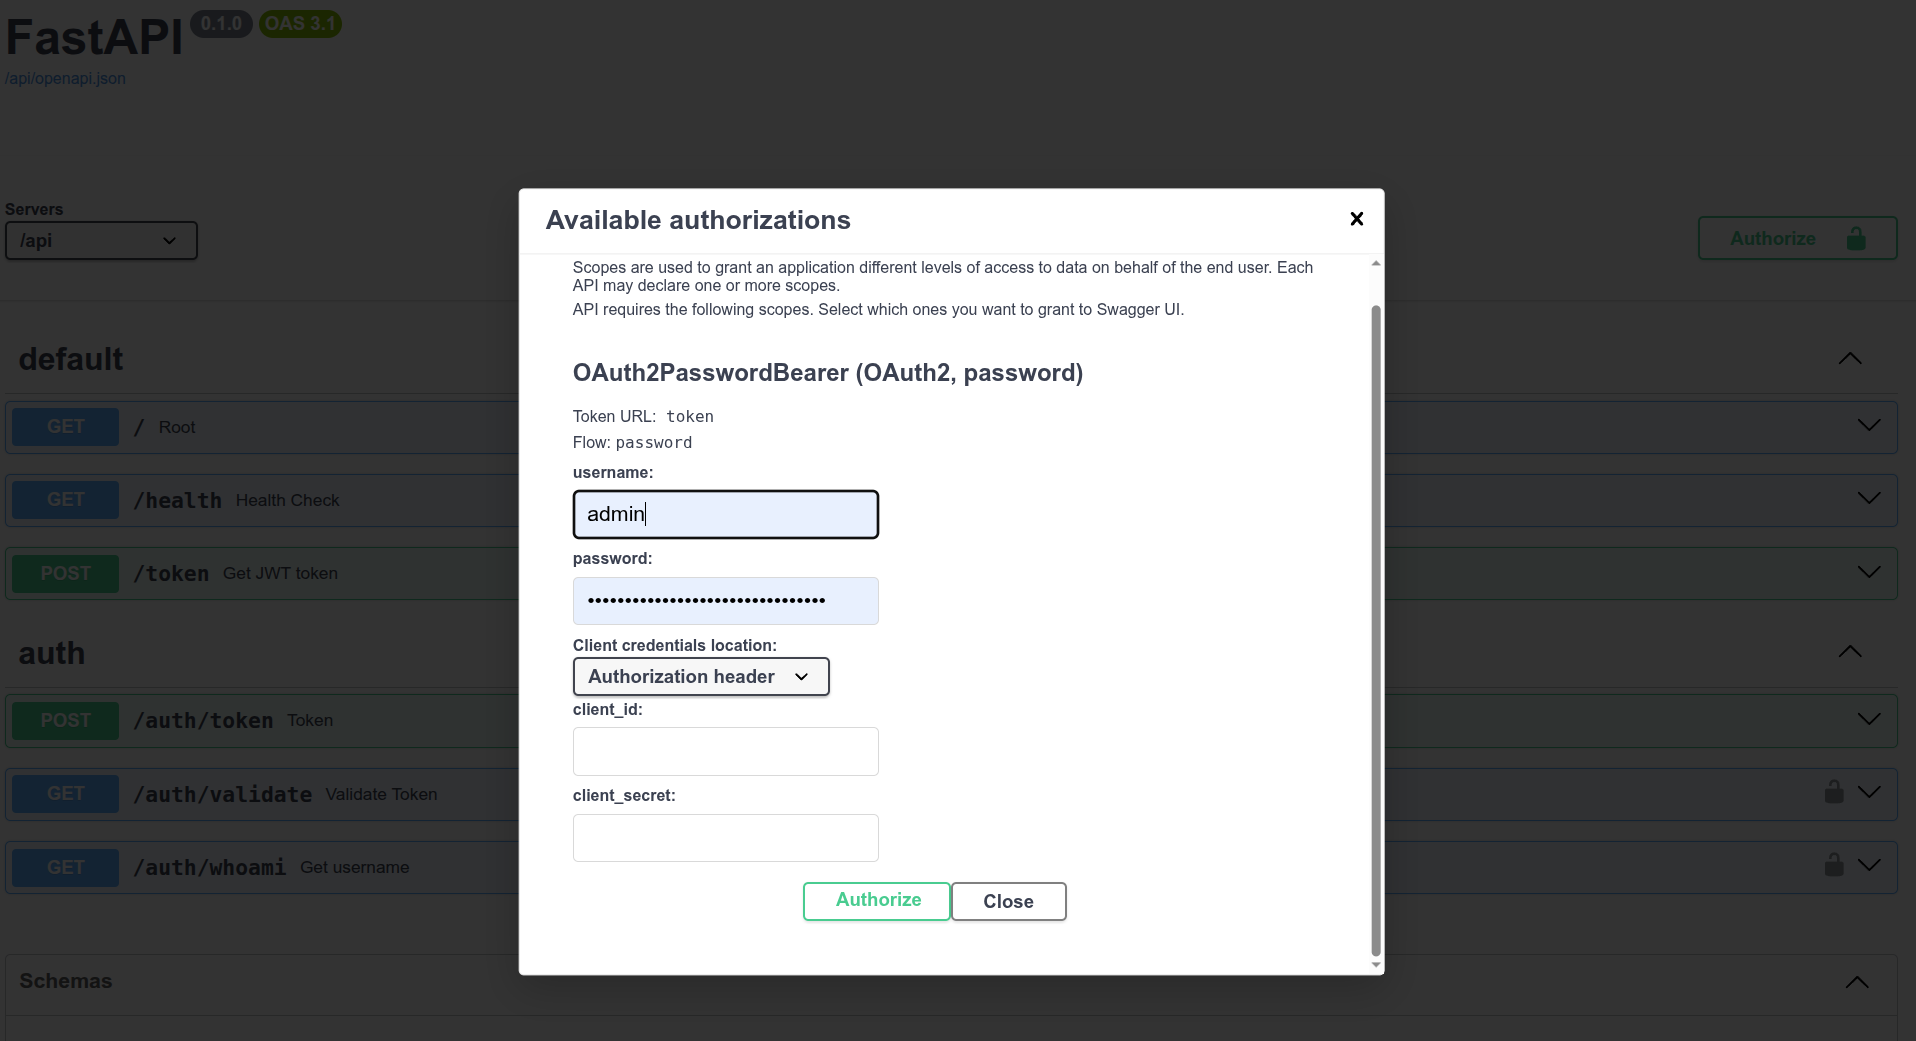 FastAPI 0.1.0 OAS 3.1
/api/openapi.json
Servers
/api
Authorize
default
GET / Root
GET /health Health Check
POST /token Get JWT token
auth
POST /auth/token Token
GET /auth/validate Validate Token
GET /auth/whoami Get username
Schemas
Available authorizations
Scopes are used to grant an application different levels of access to data on behalf of the end user. Each
API may declare one or more scopes.
API requires the following scopes. Select which ones you want to grant to Swagger UI.
OAuth2PasswordBearer (OAuth2, password)
Token URL: token
Flow: password
username:
admin
password:
••••••••••••••••••••••••••••••••
Client credentials location:
Authorization header
client_id:
client_secret:
Authorize Close